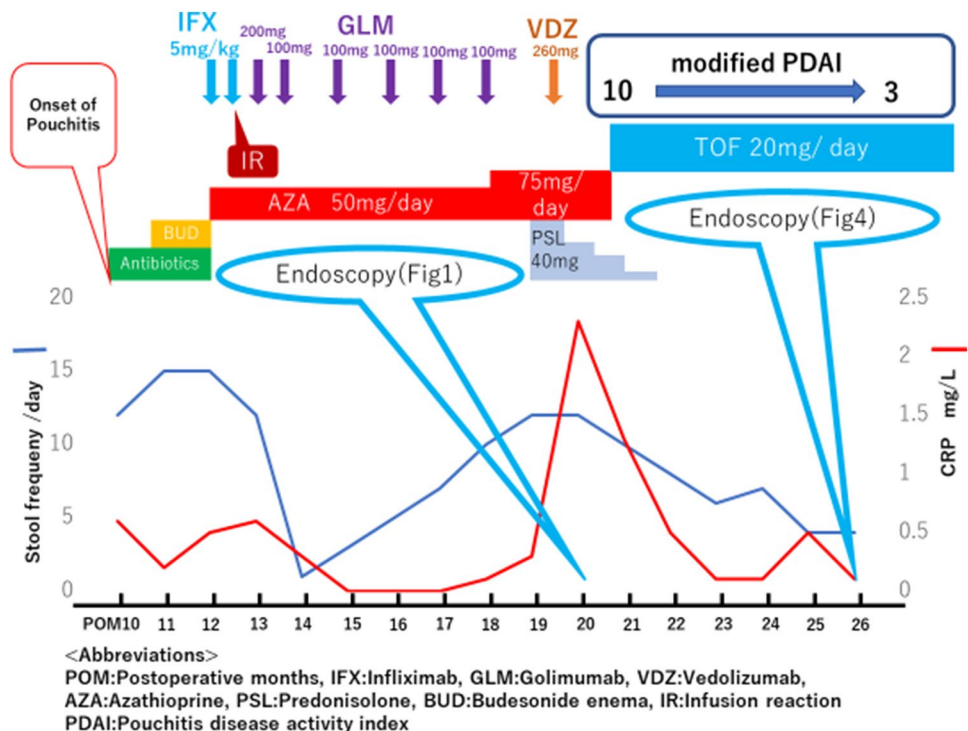 IFX
5mg/kg
200mg
100mg
GLM
100mg
100mg
100mg
100mg
VDZ
260mg
modified PDAI
10
3
Onset of
Pouchitis
IR
TOF 20mg/ day
AZA 50mg/day
75mg/
day
BUD
Antibiotics
PSL
40mg
Endoscopy(Fig1)
Endoscopy(Fig4)
20
15
10
5
0
Stool frequeny /day
2.5
2
1.5
1
0.5
0
CRP mg/L
POM10 11 12 13 14 15 16 17 18 19 20 21 22 23 24 25 26
<Abbreviations>
POM:Postoperative months, IFX:Infliximab, GLM:Golimumab, VDZ:Vedolizumab,
AZA:Azathioprine, PSL:Predonisolone, BUD:Budesonide enema, IR:Infusion reaction
PDAI:Pouchitis disease activity index